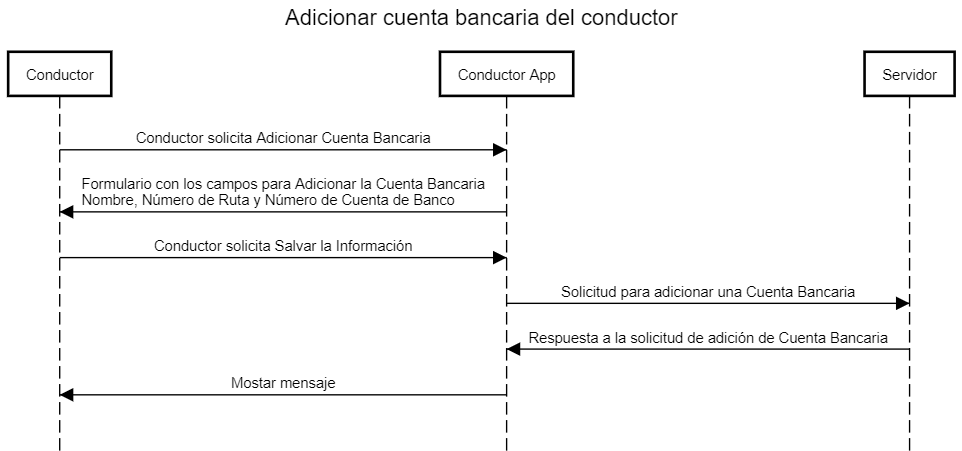 Adicionar cuenta bancaria del conductor
Conductor
Conductor App
Servidor
Conductor solicita Adicionar Cuenta Bancaria
Formulario con los campos para Adicionar la Cuenta Bancaria
Nombre, Número de Ruta y Número de Cuenta de Banco
Conductor solicita Salvar la Información
Solicitud para adicionar una Cuenta Bancaria
Respuesta a la solicitud de adición de Cuenta Bancaria
Mostar mensaje